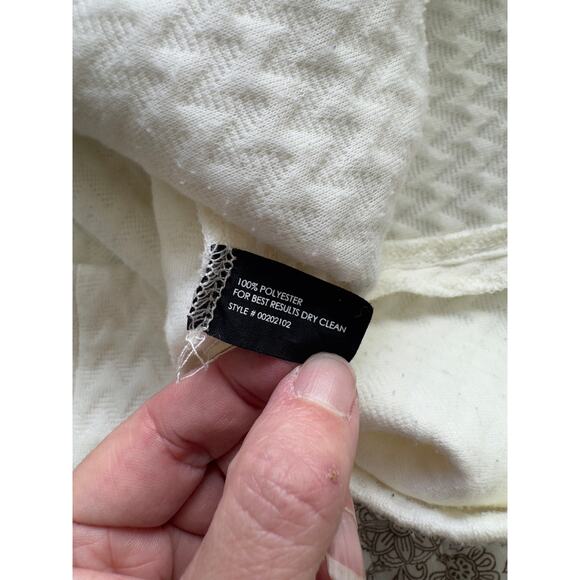 100% POLYESTER
FOR BEST RESULTS DRY CLEAN
STYLE # 00202102